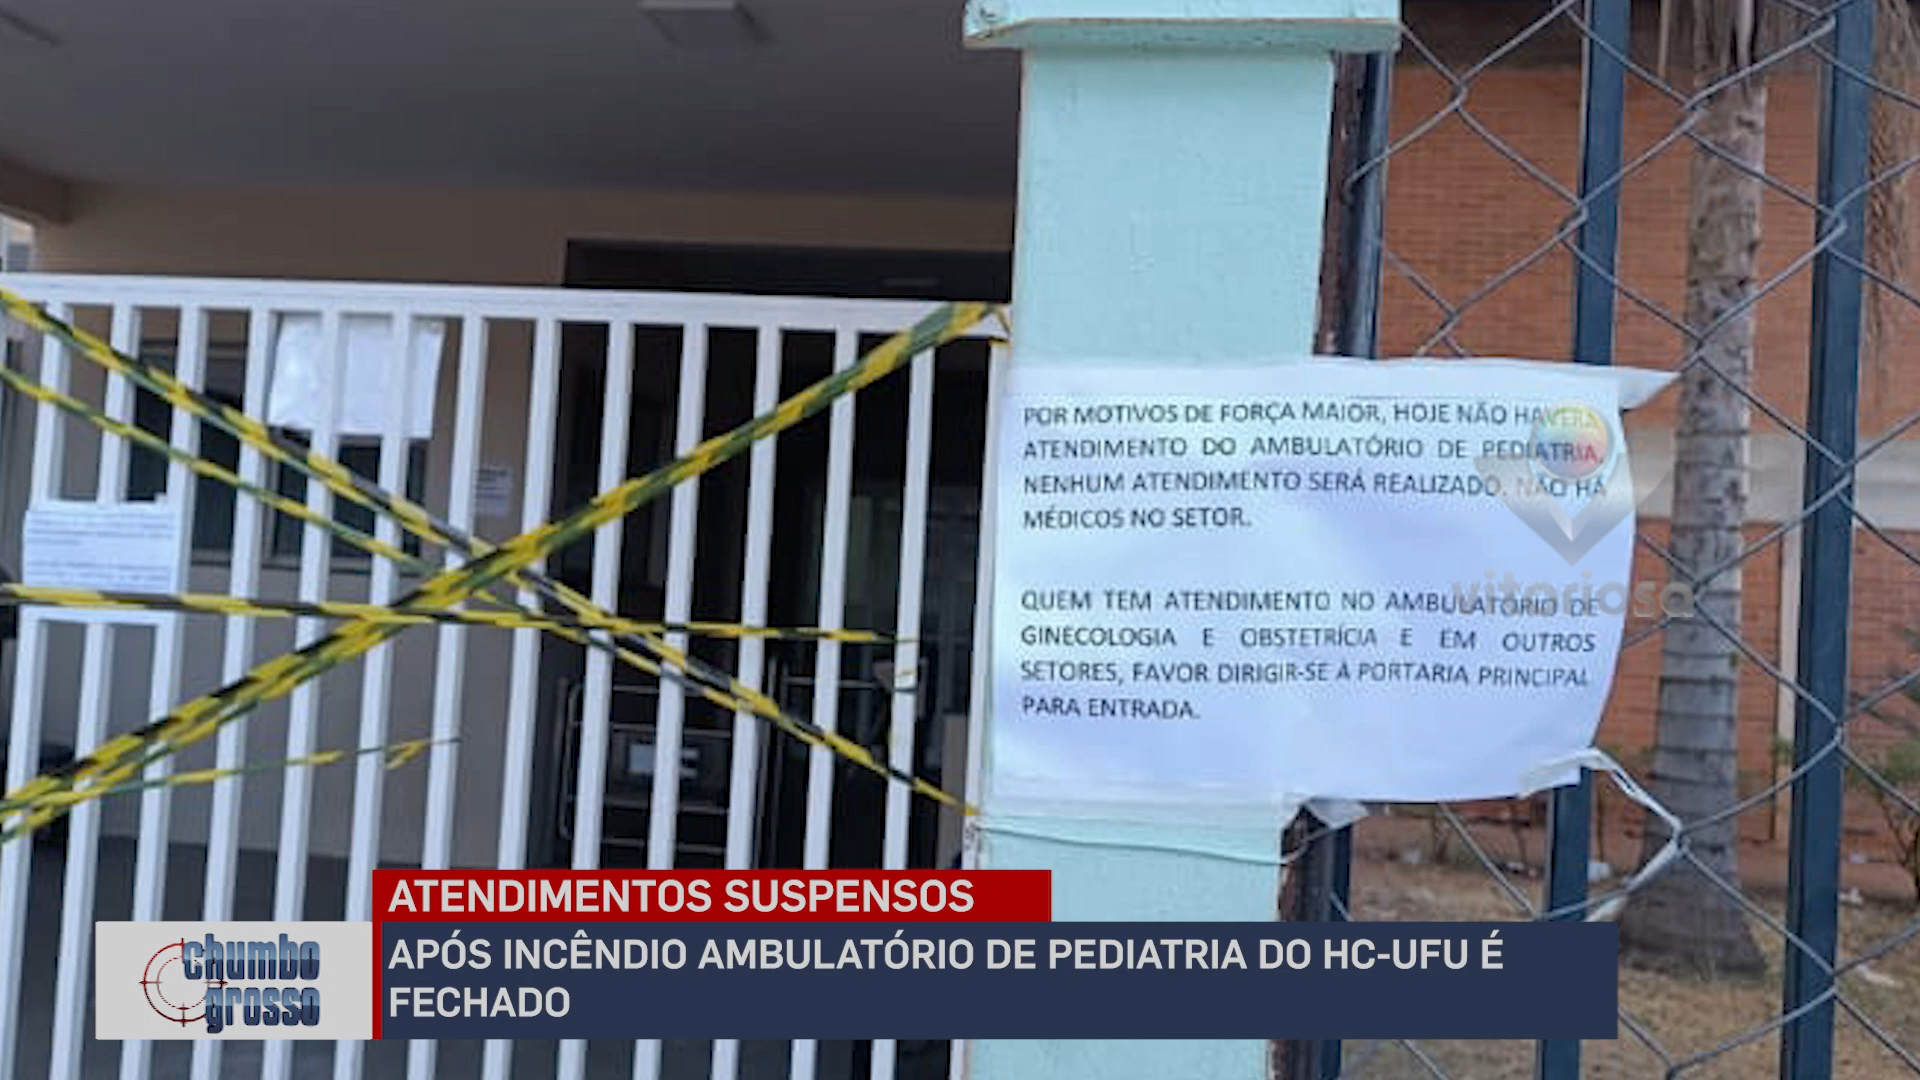 POR MOTIVOS DE FORÇA MAIOR, HOJE NÃO HAVERÁ
ATENDIMENTO DO AMBULATÓRIO DE PEDIATRIA.
NENHUM ATENDIMENTO SERÁ REALIZADO. NÃO HÁ
MÉDICOS NO SETOR.
QUEM TEM ATENDIMENTO NO AMBULATÓRIO DE
GINECOLOGIA E OBSTETRÍCIA E EM OUTROS
SETORES, FAVOR DIRIGIR-SE À PORTARIA PRINCIPAL
PARA ENTRADA.
vitoriosa
ATENDIMENTOS SUSPENSOS
chumbo
grosso
APÓS INCÊNDIO AMBULATÓRIO DE PEDIATRIA DO HC-UFU É
FECHADO